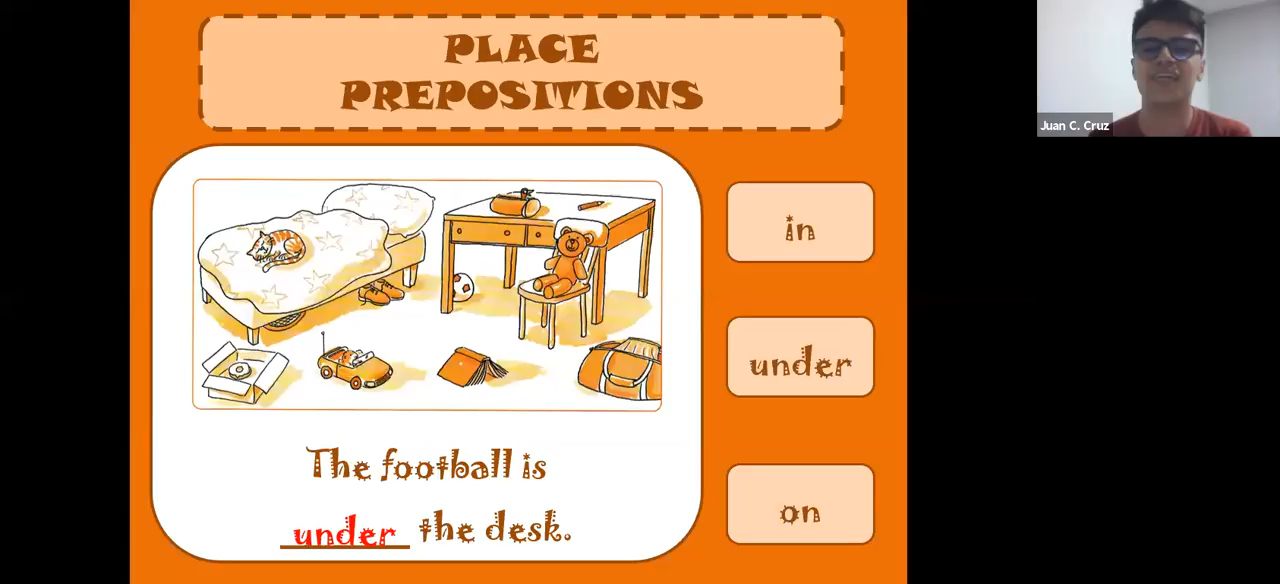 PLACE
PREPOSITIONS
in
under
on
The football is
under the desk.
Juan C. Cruz